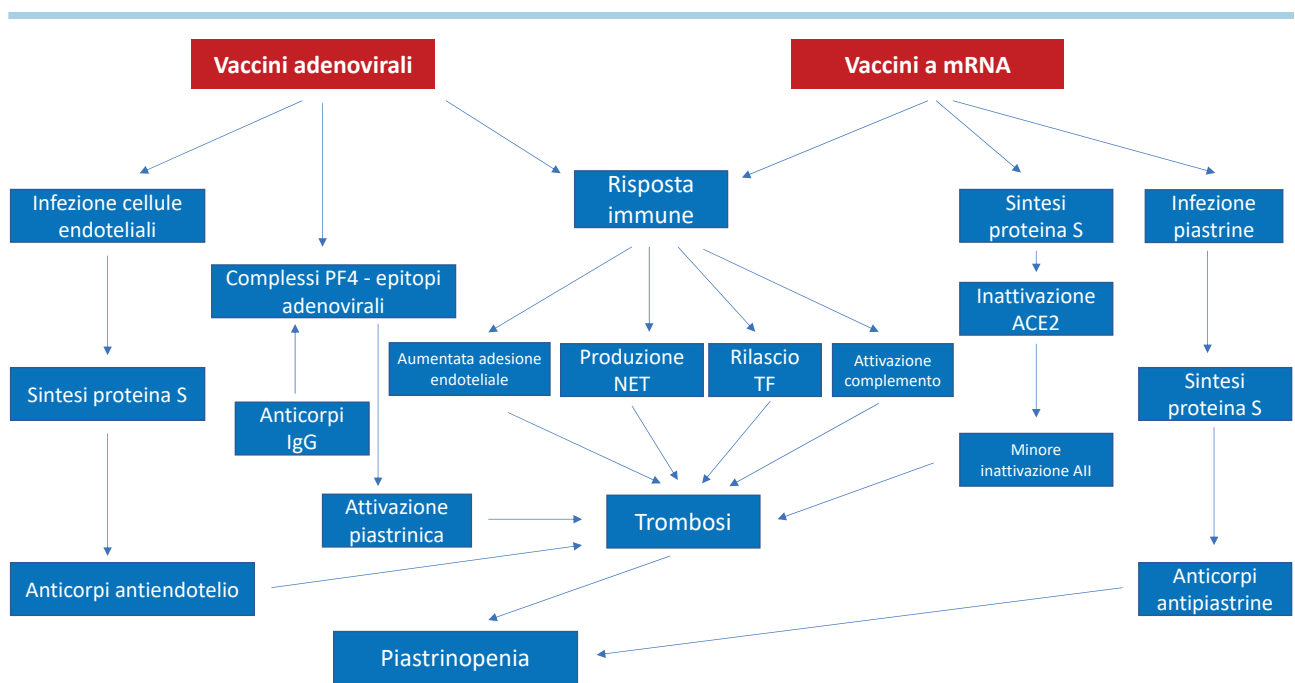 Vaccini adenovirali
Vaccini a mRNA
Infezione cellule
endoteliali
Risposta
immune
Sintesi
proteina S
Infezione
piastrine
Complessi PF4 - epitopi
adenovirali
Inattivazione
ACE2
Aumentata adesione
endoteliale
Produzione
NET
Rilascio
TF
Attivazione
complemento
Sintesi proteina S
Anticorpi
IgG
Sintesi
proteina S
Minore
inattivazione AII
Attivazione
piastrinica
Trombosi
Anticorpi antiendotelio
Anticorpi
antipiastrine
Piastrinopenia